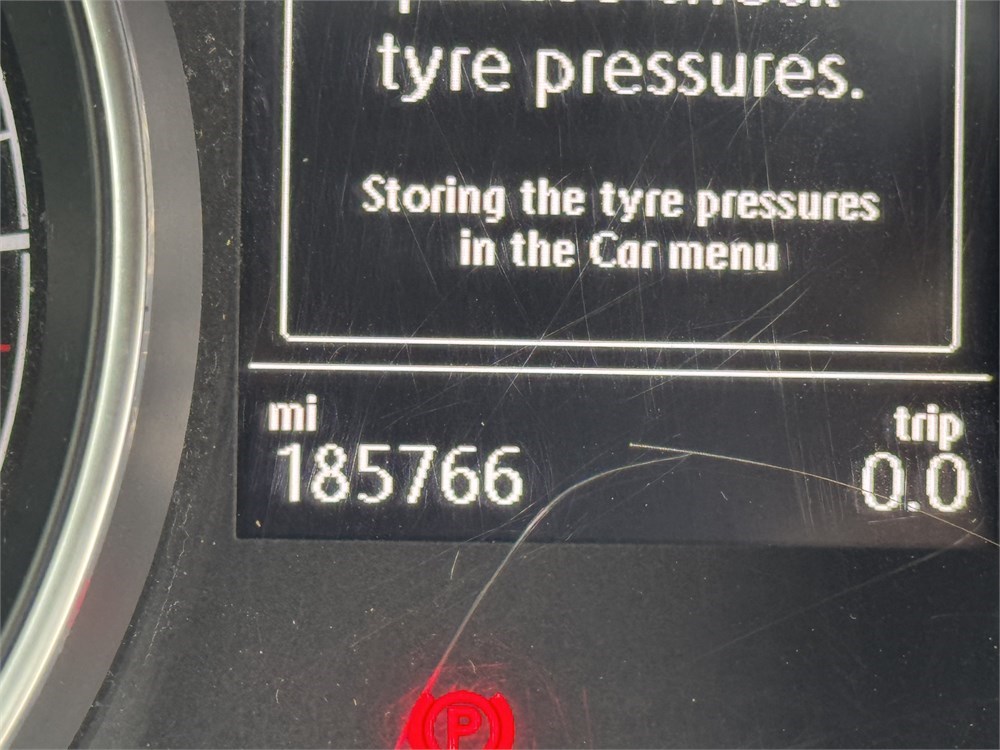 tyre pressures.
Storing the tyre pressures
in the Car menu
mi
trip
185766
0.0
P